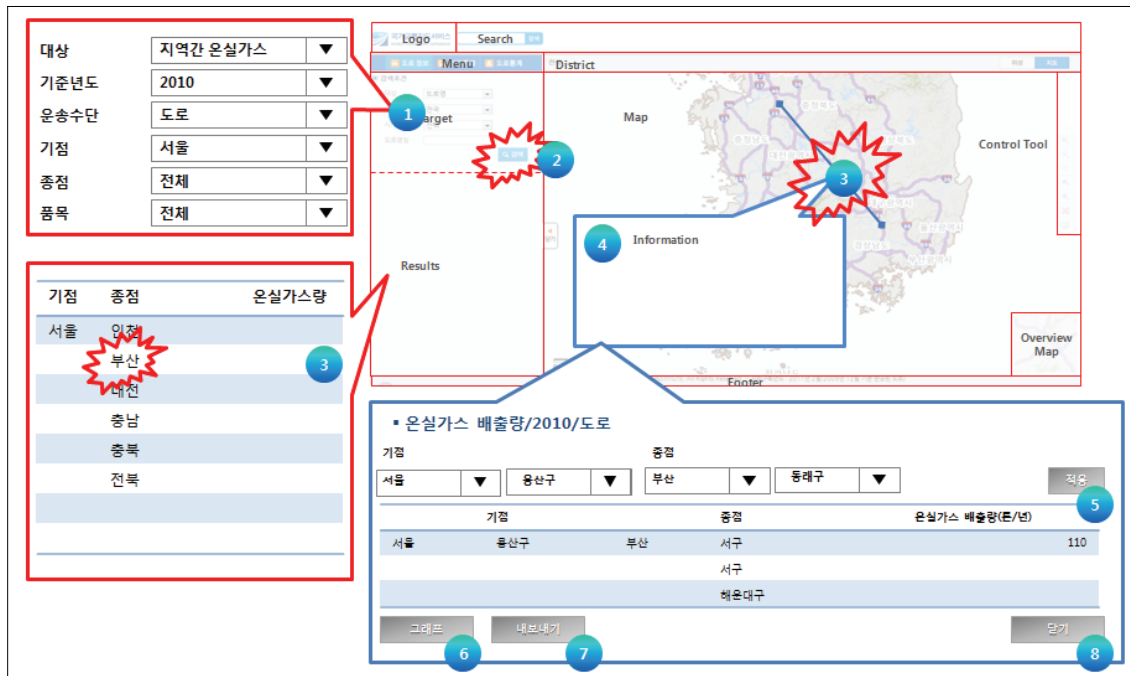 대상 지역간 온실가스 ▼
기준년도 2010 ▼
운송수단 도로 ▼
기점 서울 ▼
종점 전체 ▼
품목 전체 ▼
Logo Search
Menu District
1 arget
2
Map
Control Tool
3
4 Information
Results
Overview
Map
Footer
기점 종점 온실가스량
서울 인천
부산 3
대전
충남
충북
전북
▪ 온실가스 배출량/2010/도로
기점 종점
서울 ▼ 용산구 ▼ 부산 ▼ 동래구 ▼ 적용
5
기점 종점 온실가스 배출량(톤/년)
서울 용산구 부산 서구 110
서구
해운대구
그래프 내보내기 닫기
6 7 8